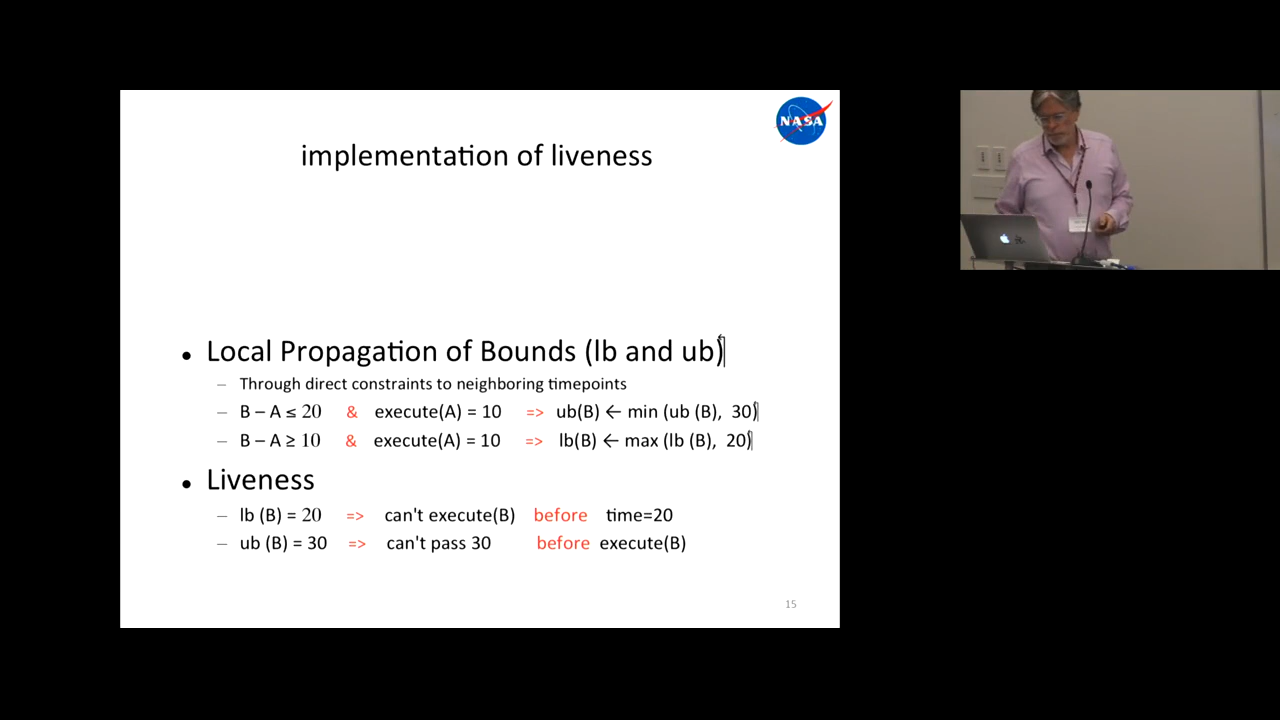 NASA
implementation of liveness
• Local Propagation of Bounds (lb and ub)
– Through direct constraints to neighboring timepoints
– B – A ≤ 20 & execute(A) = 10 => ub(B) ← min (ub (B), 30)
– B – A ≥ 10 & execute(A) = 10 => lb(B) ← max (lb (B), 20)
• Liveness
– lb (B) = 20 => can't execute(B) before time=20
– ub (B) = 30 => can't pass 30 before execute(B)
15